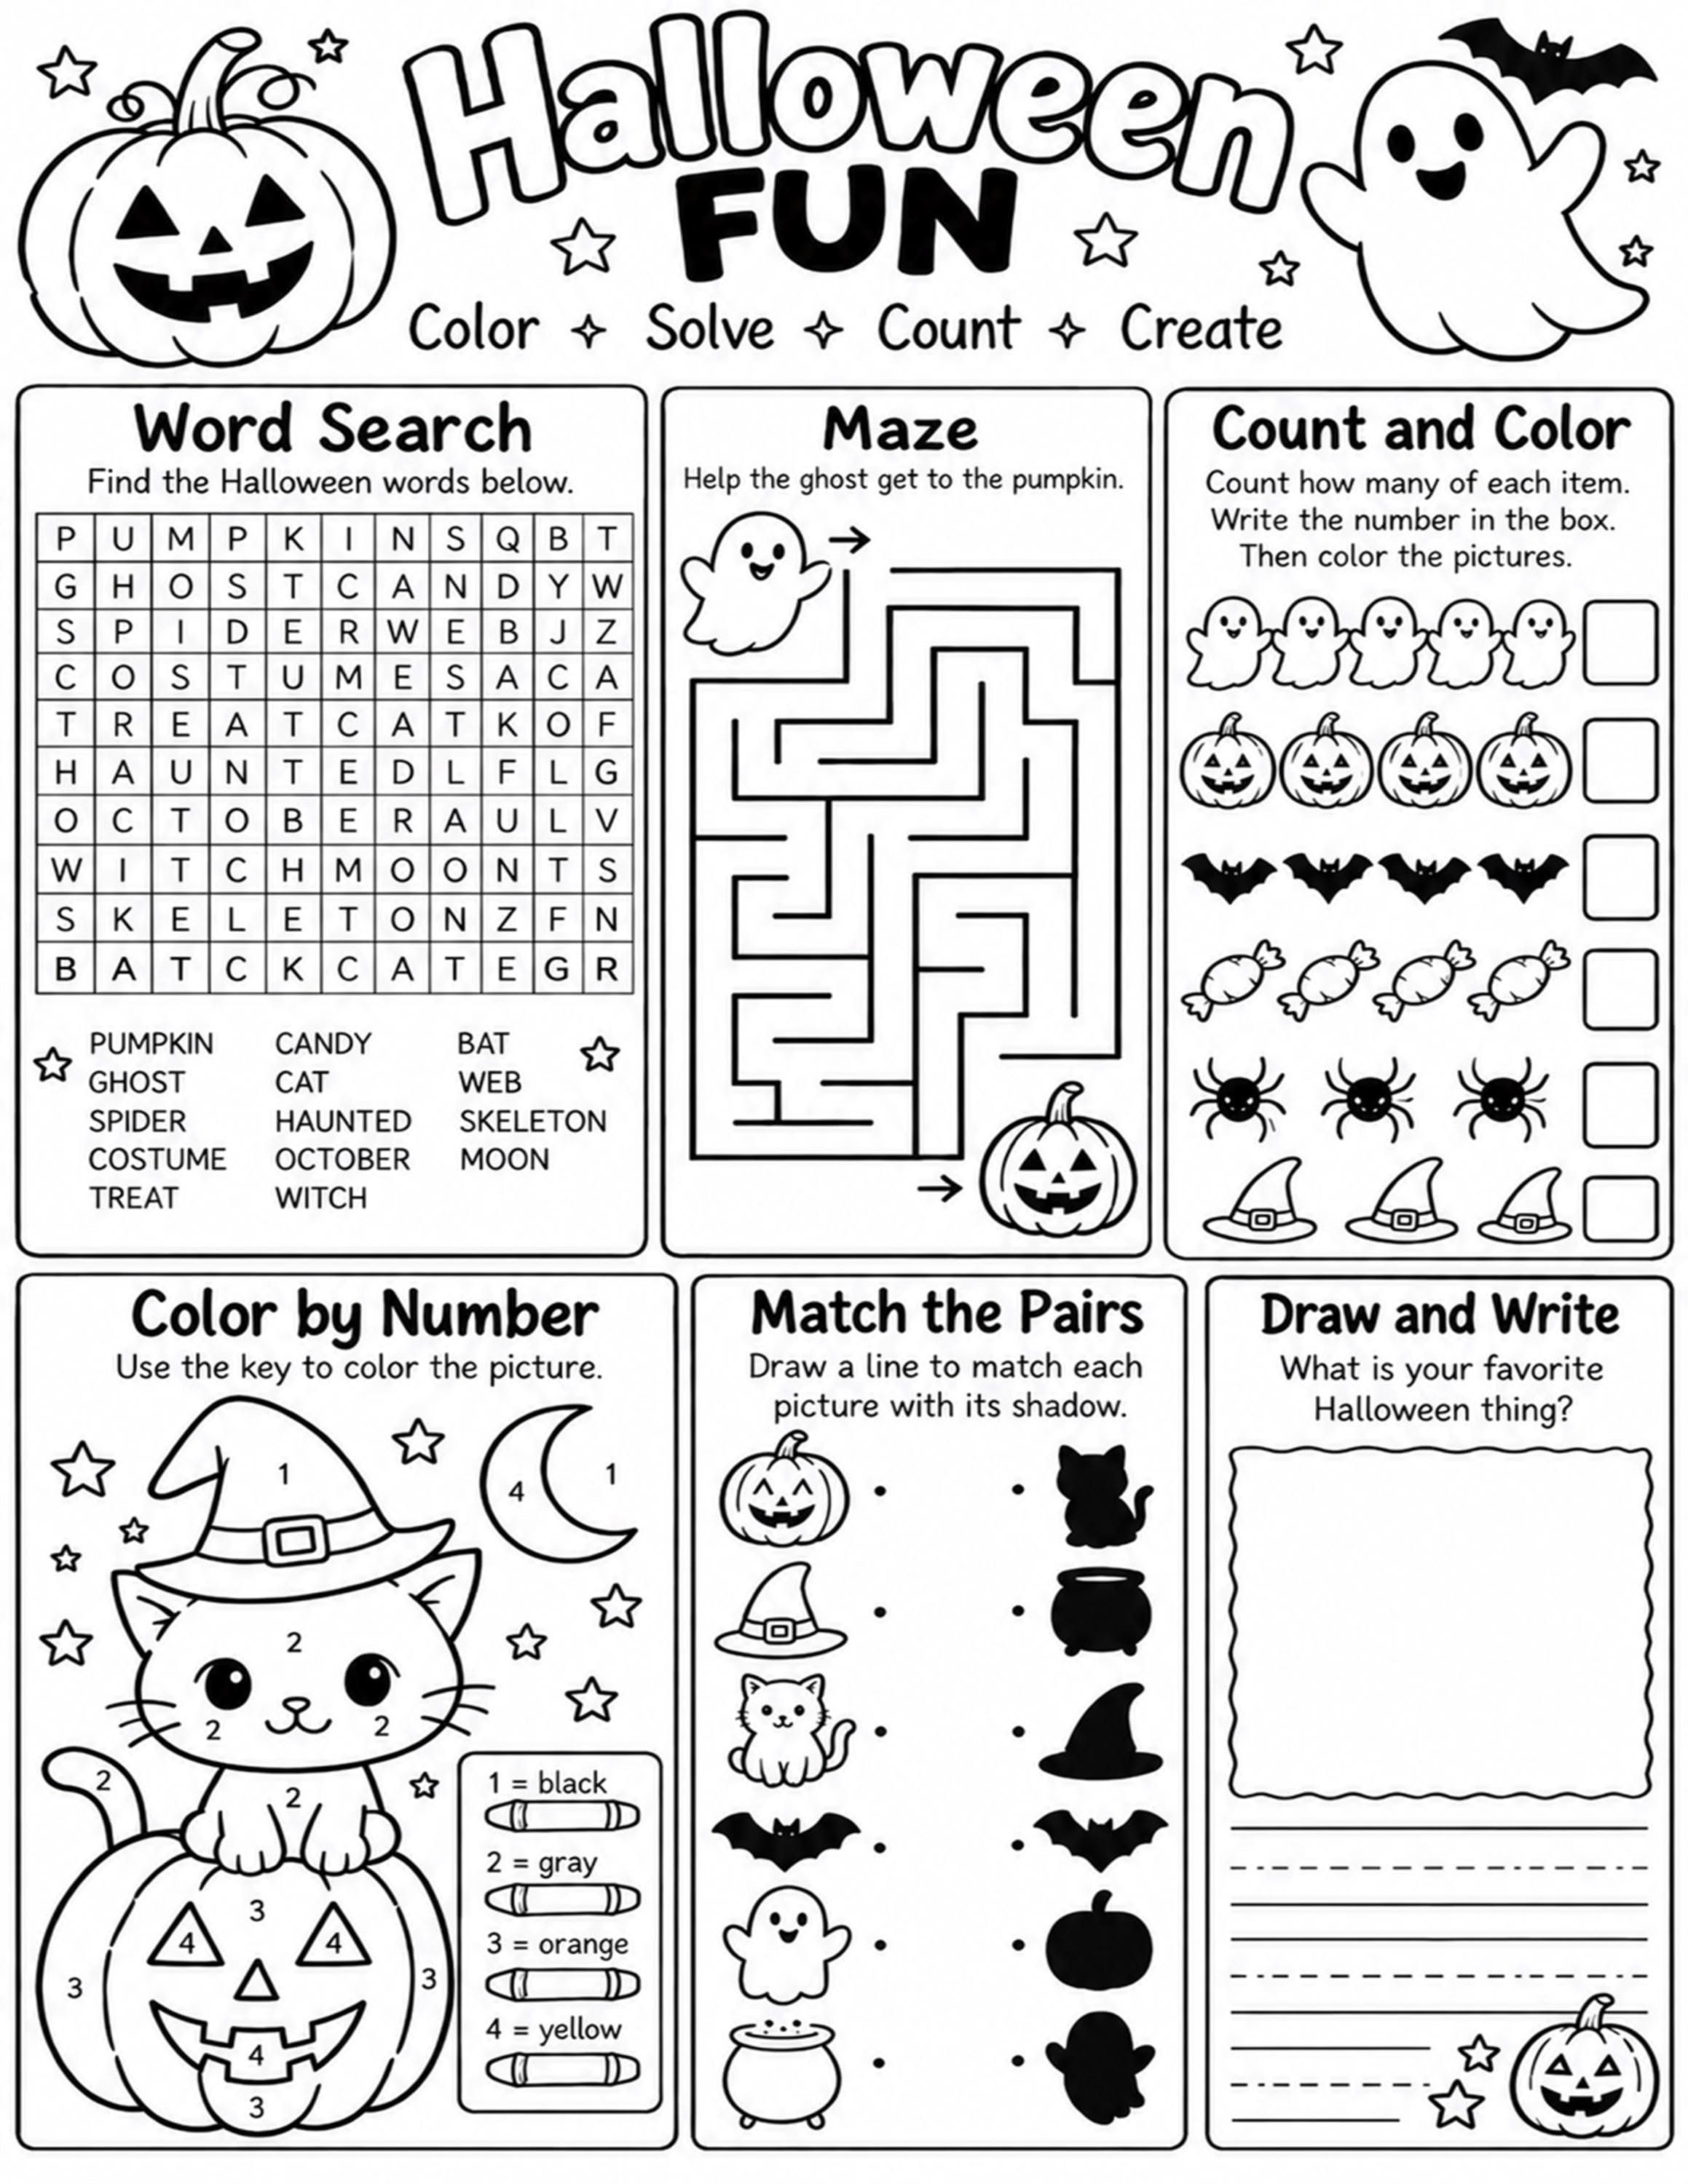 Halloween
FUN
Color ✧ Solve ✧ Count ✧ Create
Word Search
Find the Halloween words below.
P U M P K I N S Q B T
G H O S T C A N D Y W
S P I D E R W E B J Z
C O S T U M E S A C A
T R E A T C A T K O F
H A U N T E D L F L G
O C T O B E R A U L V
W I T C H M O O N T S
S K E L E T O N Z F N
B A T C K C A T E G R
PUMPKIN CANDY BAT
GHOST CAT WEB
SPIDER HAUNTED SKELETON
COSTUME OCTOBER MOON
TREAT WITCH
Maze
Help the ghost get to the pumpkin.
→
→
Count and Color
Count how many of each item.
Write the number in the box.
Then color the pictures.
Color by Number
Use the key to color the picture.
1
4 1
2
2 2
2
2
3
4 4
3 3
4
3
1 = black
2 = gray
3 = orange
4 = yellow
Match the Pairs
Draw a line to match each
picture with its shadow.
Draw and Write
What is your favorite
Halloween thing?